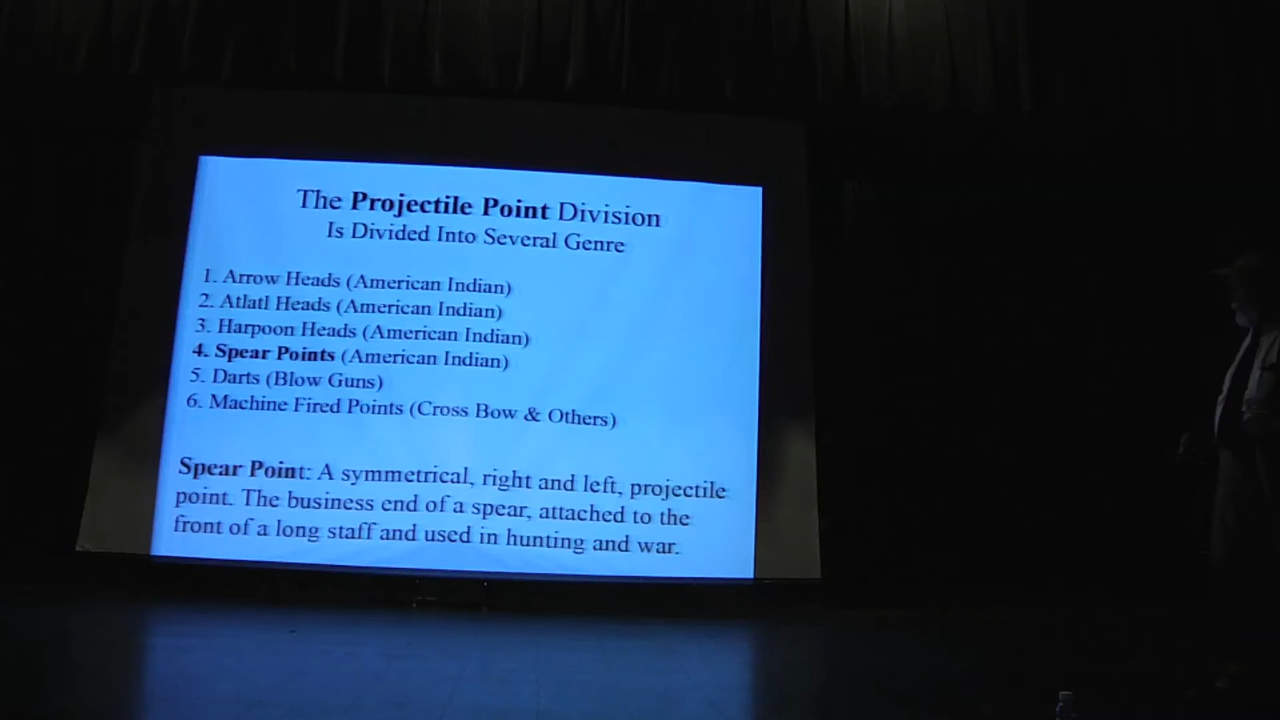 The Projectile Point Division
Is Divided Into Several Genre
1. Arrow Heads (American Indian)
2. Atlatl Heads (American Indian)
3. Harpoon Heads (American Indian)
4. Spear Points (American Indian)
5. Darts (Blow Guns)
6. Machine Fired Points (Cross Bow & Others)
Spear Point: A symmetrical, right and left, projectile
point. The business end of a spear, attached to the
front of a long staff and used in hunting and war.